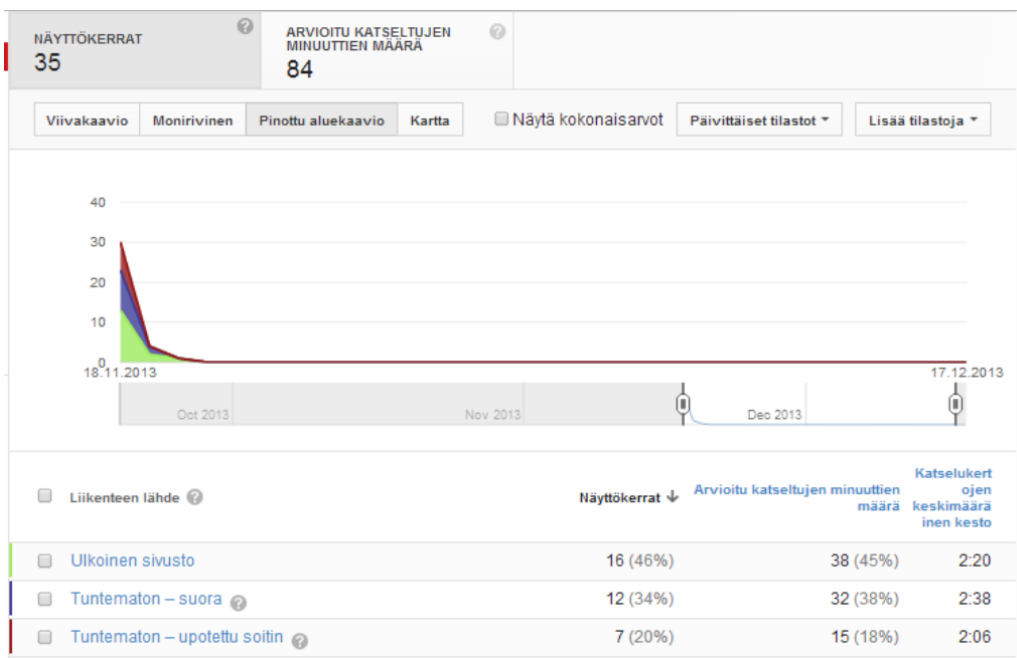 NÄYTTÖKERRAT
35
ARVIOITU KATSELTUJEN
MINUUTTIEN MÄÄRÄ
84
Viivakaavio Monirivinen Pinottu aluekaavio Kartta Näytä kokonaisarvot Päivittäiset tilastot Lisää tilastoja
40
30
20
10
0
18.11.2013 17.12.2013
Oct 2013 Nov 2013 Dec 2013
Liikenteen lähde ? Näyttökerrat ↓ Arvioitu katseltujen minuuttien
määrä
Katselukert
ojen
keskimäärä
inen kesto
Ulkoinen sivusto 16 (46%) 38 (45%) 2:20
Tuntematon – suora ? 12 (34%) 32 (38%) 2:38
Tuntematon – upotettu soitin ? 7 (20%) 15 (18%) 2:06